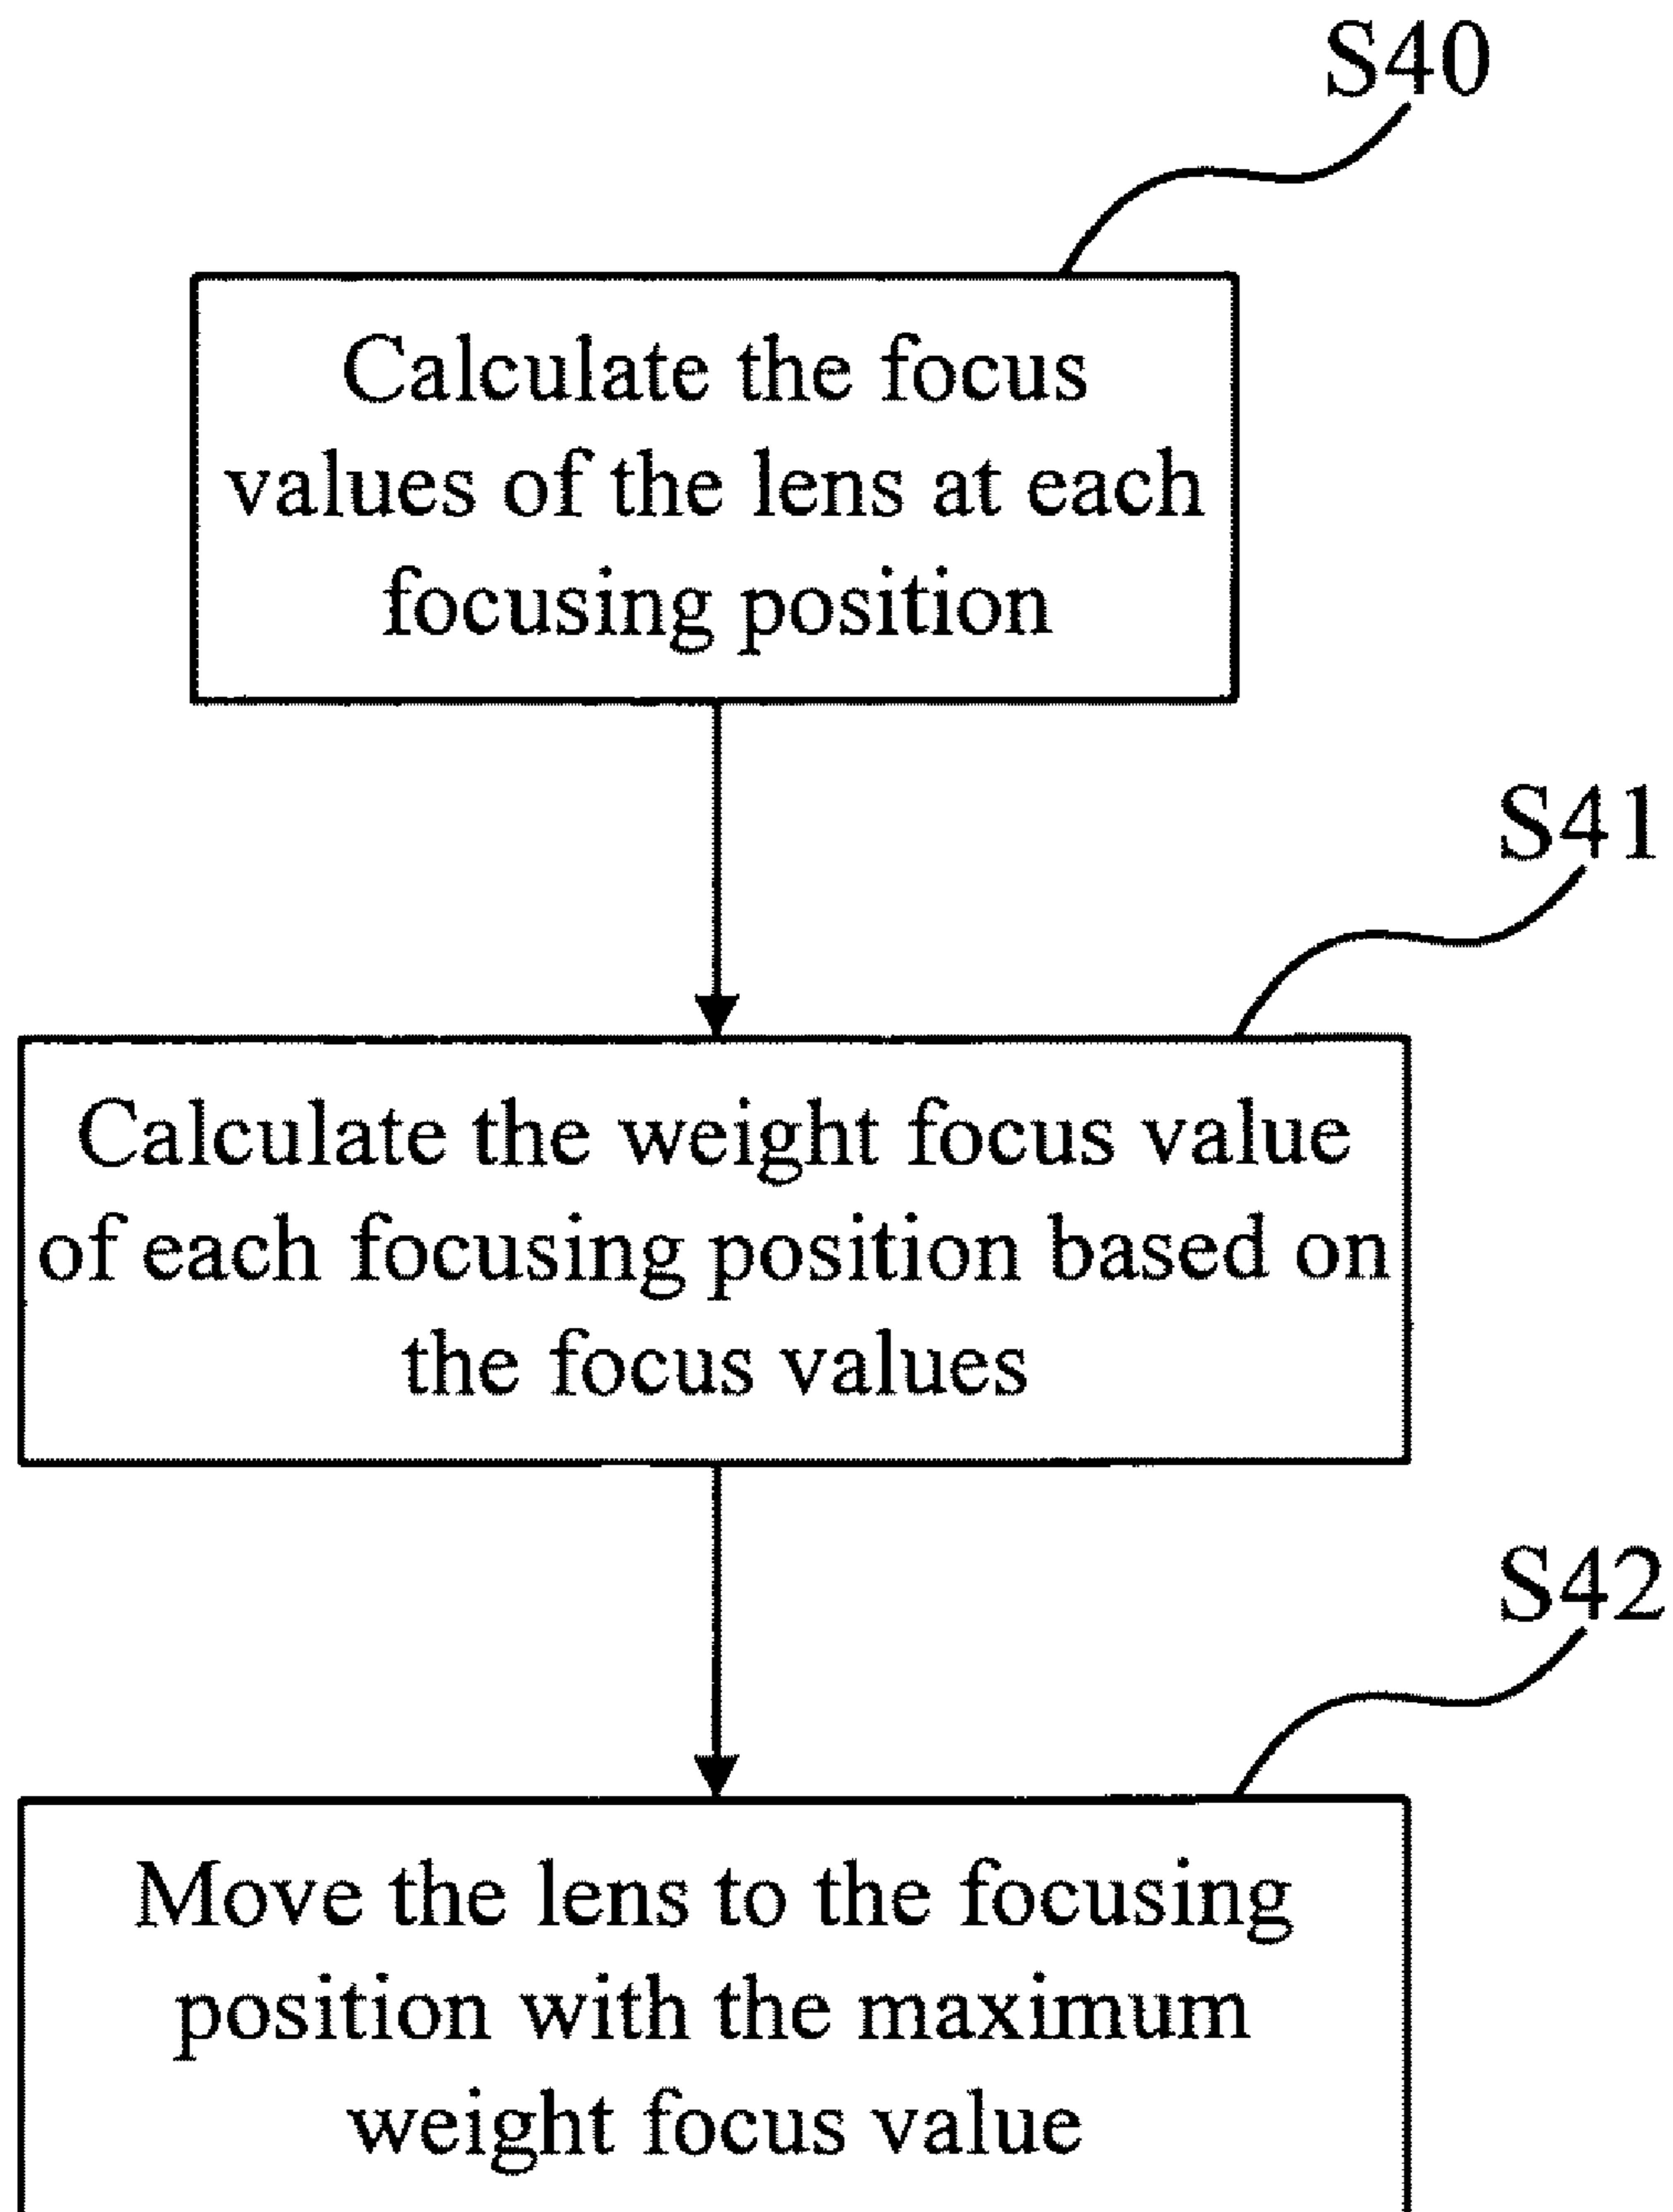 S40
Calculate the focus
values of the lens at each
focusing position
S41
Calculate the weight focus value
of each focusing position based on
the focus values
S42
Move the lens to the focusing
position with the maximum
weight focus value